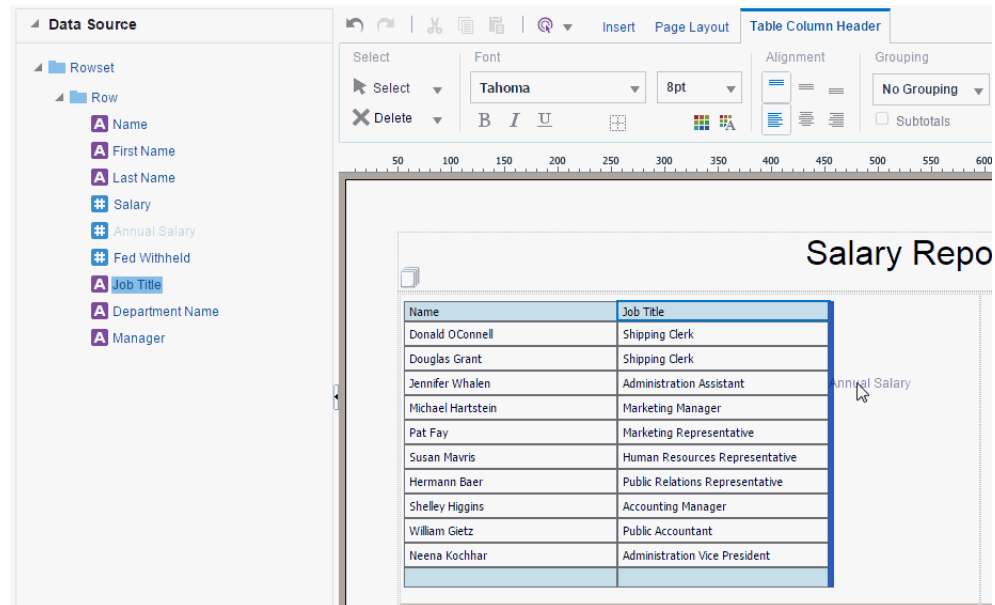 Data Source
Rowset
Row
Name
First Name
Last Name
Salary
Annual Salary
Fed Withheld
Job Title
Department Name
Manager
Insert Page Layout Table Column Header
Select Font Alignment Grouping
Select Tahoma 8pt No Grouping
Delete B I U Subtotals
50 100 150 200 250 300 350 400 450 500 550 600
Salary Repo
Name Job Title
Donald OConnell Shipping Clerk
Douglas Grant Shipping Clerk
Jennifer Whalen Administration Assistant Annual Salary
Michael Hartstein Marketing Manager
Pat Fay Marketing Representative
Susan Mavris Human Resources Representative
Hermann Baer Public Relations Representative
Shelley Higgins Accounting Manager
William Gietz Public Accountant
Neena Kochhar Administration Vice President